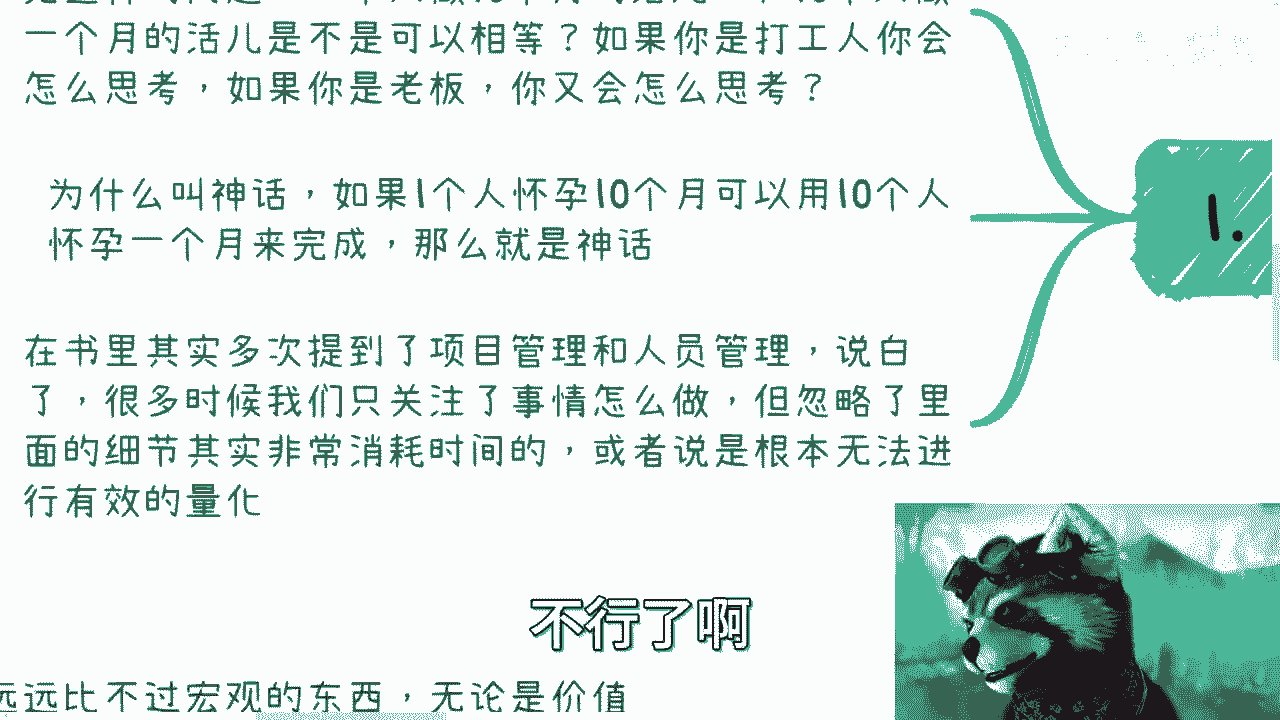 一个月的活儿是不是可以相等？如果你是打工人你会
怎么思考，如果你是老板，你又会怎么思考？
为什么叫神话，如果1个人怀孕10个月可以用10个人
怀孕一个月来完成，那么就是神话
1.
在书里其实多次提到了项目管理和人员管理，说白
了，很多时候我们只关注了事情怎么做，但忽略了里
面的细节其实非常消耗时间的，或者说是根本无法进
行有效的量化
不行了啊
远远比不过宏观的东西，无论是价值